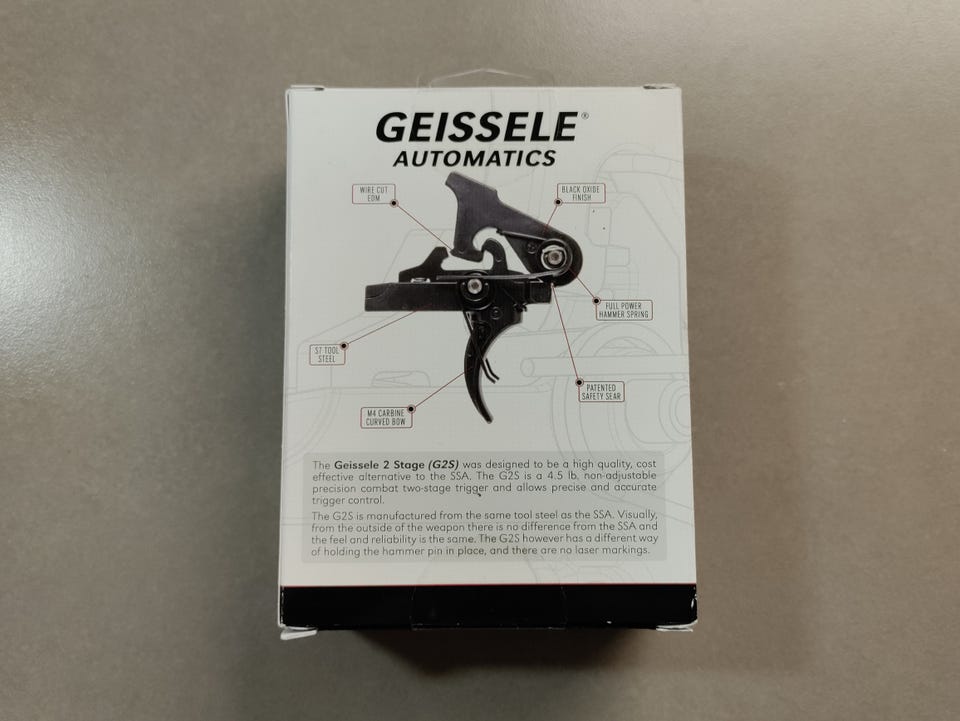 GEISSELE®
AUTOMATICS
WIRE CUT
EDM
BLACK OXIDE
FINISH
FULL POWER
HAMMER SPRING
S7 TOOL
STEEL
PATENTED
SAFETY SEAR
M4 CARBINE
CURVED BOW
The Geissele 2 Stage (G2S) was designed to be a high quality, cost
effective alternative to the SSA. The G2S is a 4.5 lb. non-adjustable
precision combat two-stage trigger and allows precise and accurate
trigger control.
The G2S is manufactured from the same tool steel as the SSA. Visually,
from the outside of the weapon there is no difference from the SSA and
the feel and reliability is the same. The G2S however has a different way
of holding the hammer pin in place, and there are no laser markings.